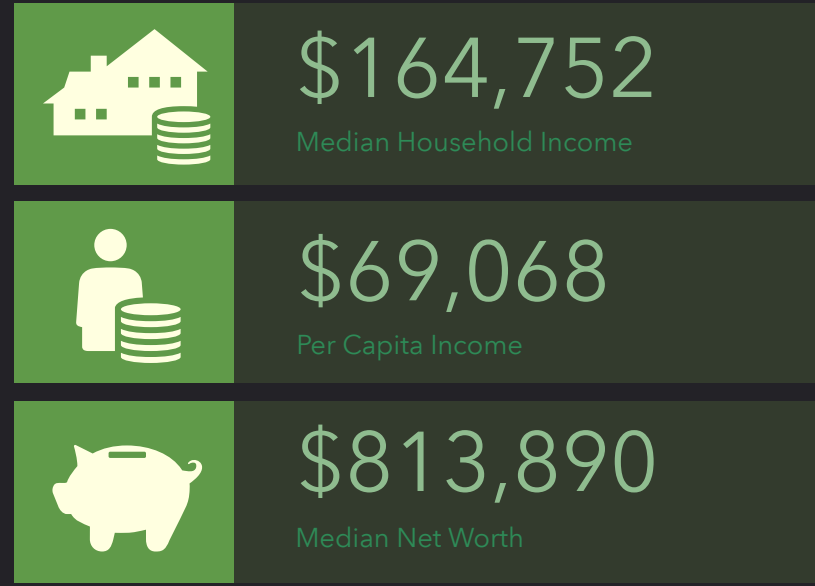 $164,752
Median Household Income
$69,068
Per Capita Income
$813,890
Median Net Worth